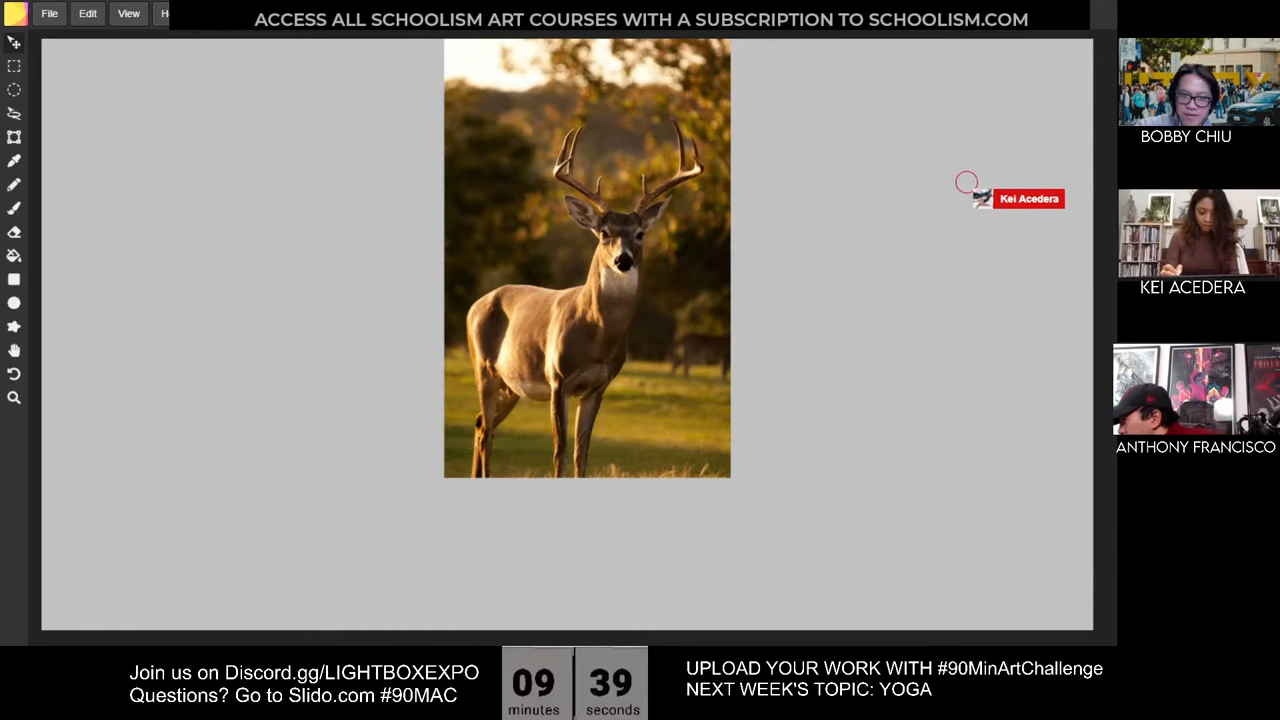 File Edit View
ACCESS ALL SCHOOLISM ART COURSES WITH A SUBSCRIPTION TO SCHOOLISM.COM
Kei Acedera
BOBBY CHIU
KEI ACEDERA
ANTHONY FRANCISCO
Join us on Discord.gg/LIGHTBOXEXPO
Questions? Go to Slido.com #90MAC
09 39
minutes seconds
UPLOAD YOUR WORK WITH #90MinArtChallenge
NEXT WEEK'S TOPIC: YOGA